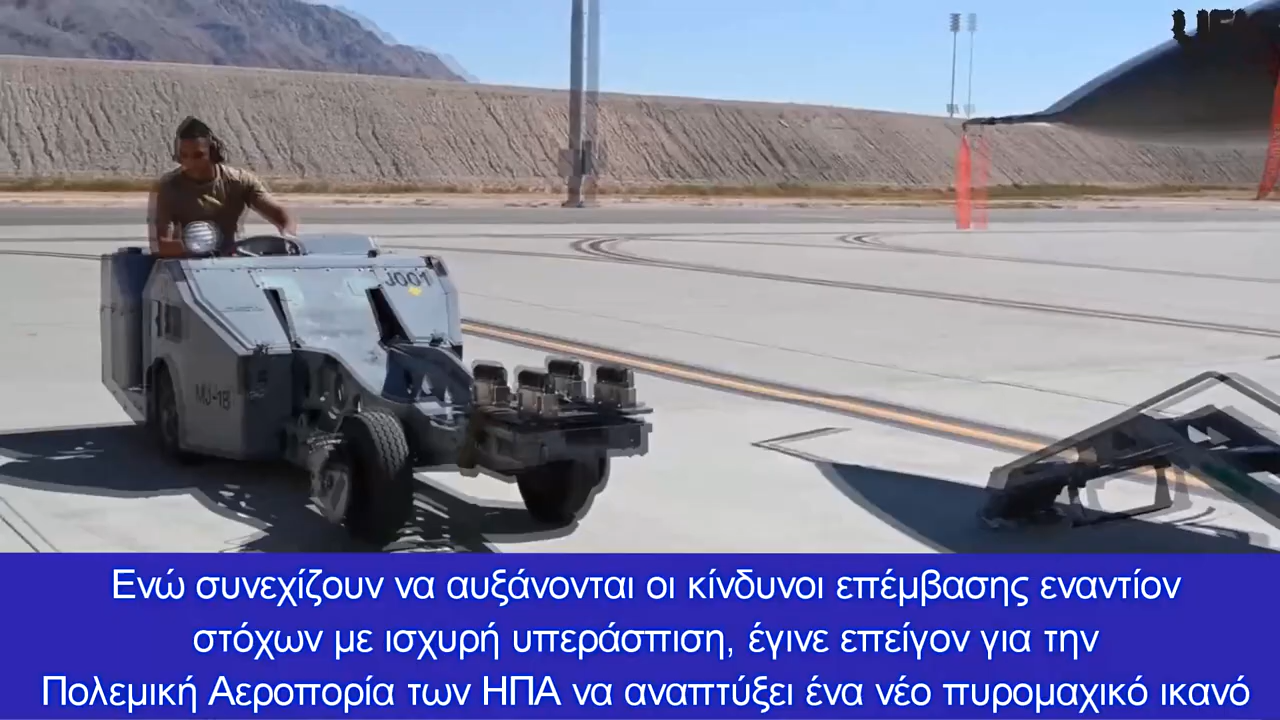 J001
MJ-1B
Ενώ συνεχίζουν να αυξάνονται οι κίνδυνοι επέμβασης εναντίον
στόχων με ισχυρή υπεράσπιση, έγινε επείγον για την
Πολεμική Αεροπορία των ΗΠΑ να αναπτύξει ένα νέο πυρομαχικό ικανό